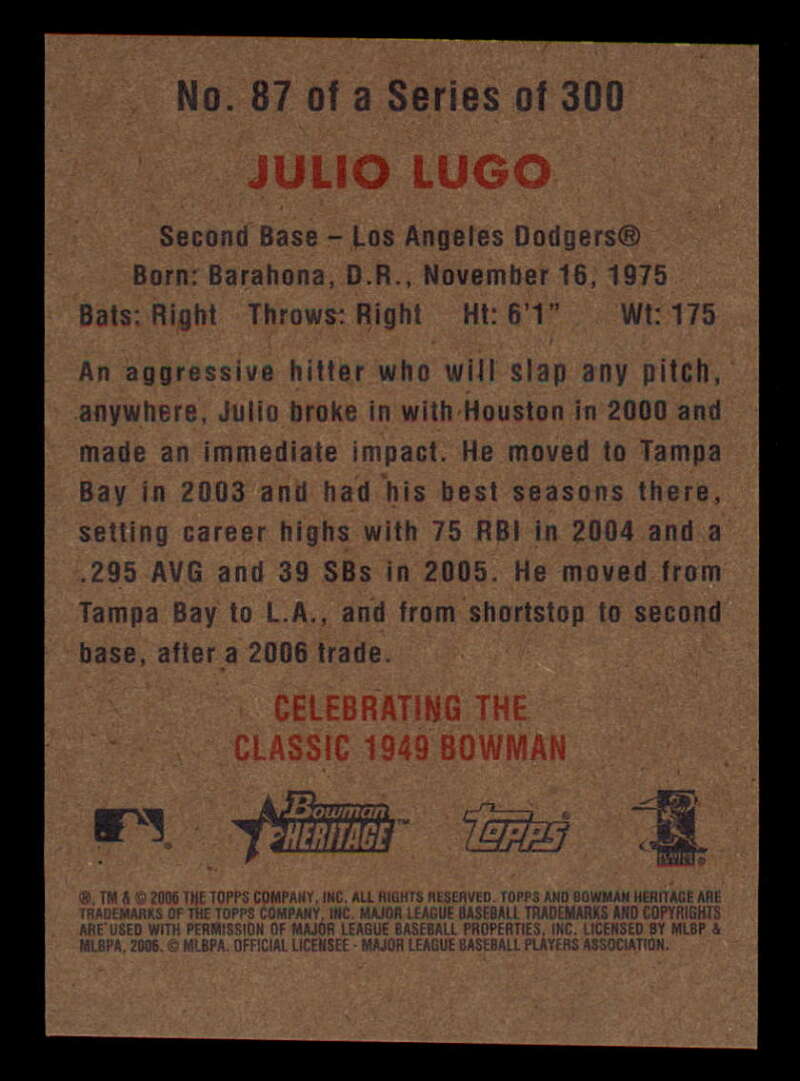 No. 87 of a Series of 300
JULIO LUGO
Second Base – Los Angeles Dodgers®
Born: Barahona, D.R., November 16, 1975
Bats: Right Throws: Right Ht: 6'1" Wt: 175
An aggressive hitter who will slap any pitch,
anywhere, Julio broke in with Houston in 2000 and
made an immediate impact. He moved to Tampa
Bay in 2003 and had his best seasons there,
setting career highs with 75 RBI in 2004 and a
.295 AVG and 39 SBs in 2005. He moved from
Tampa Bay to L.A., and from shortstop to second
base, after a 2006 trade.
CELEBRATING THE
CLASSIC 1949 BOWMAN
Bowman HERITAGE™ Topps®
®, TM & © 2006 THE TOPPS COMPANY, INC. ALL RIGHTS RESERVED. TOPPS AND BOWMAN HERITAGE ARE
TRADEMARKS OF THE TOPPS COMPANY, INC. MAJOR LEAGUE BASEBALL TRADEMARKS AND COPYRIGHTS
ARE USED WITH PERMISSION OF MAJOR LEAGUE BASEBALL PROPERTIES, INC. LICENSED BY MLBP &
MLBPA, 2006. © MLBPA. OFFICIAL LICENSEE - MAJOR LEAGUE BASEBALL PLAYERS ASSOCIATION.